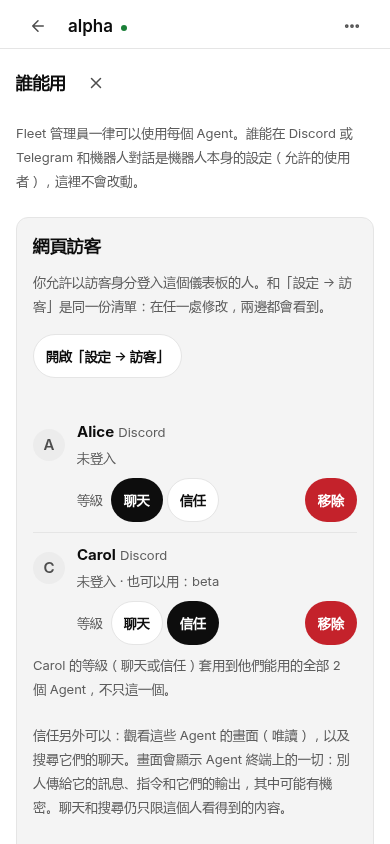 alpha
誰能用
Fleet 管理員一律可以使用每個 Agent。誰能在 Discord 或
Telegram 和機器人對話是機器人本身的設定（允許的使用
者），這裡不會改動。
網頁訪客
你允許以訪客身分登入這個儀表板的人。和「設定 → 訪
客」是同一份清單：在任一處修改，兩邊都會看到。
開啟「設定 → 訪客」
A
Alice Discord
未登入
等級 聊天 信任 移除
C
Carol Discord
未登入 · 也可以用：beta
等級 聊天 信任 移除
Carol 的等級（聊天或信任）套用到他們能用的全部 2
個 Agent，不只這一個。
信任另外可以：觀看這些 Agent 的畫面（唯讀），以及
搜尋它們的聊天。畫面會顯示 Agent 終端上的一切：別
人傳給它的訊息、指令和它們的輸出，其中可能有機
密。聊天和搜尋仍只限這個人看得到的內容。